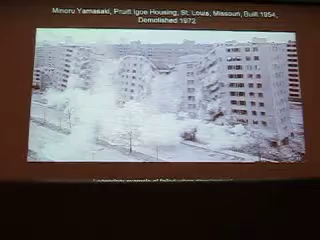 Minoru Yamasaki, Pruitt Igoe Housing, St. Louis, Missouri, Built 1954,
Demolished 1972